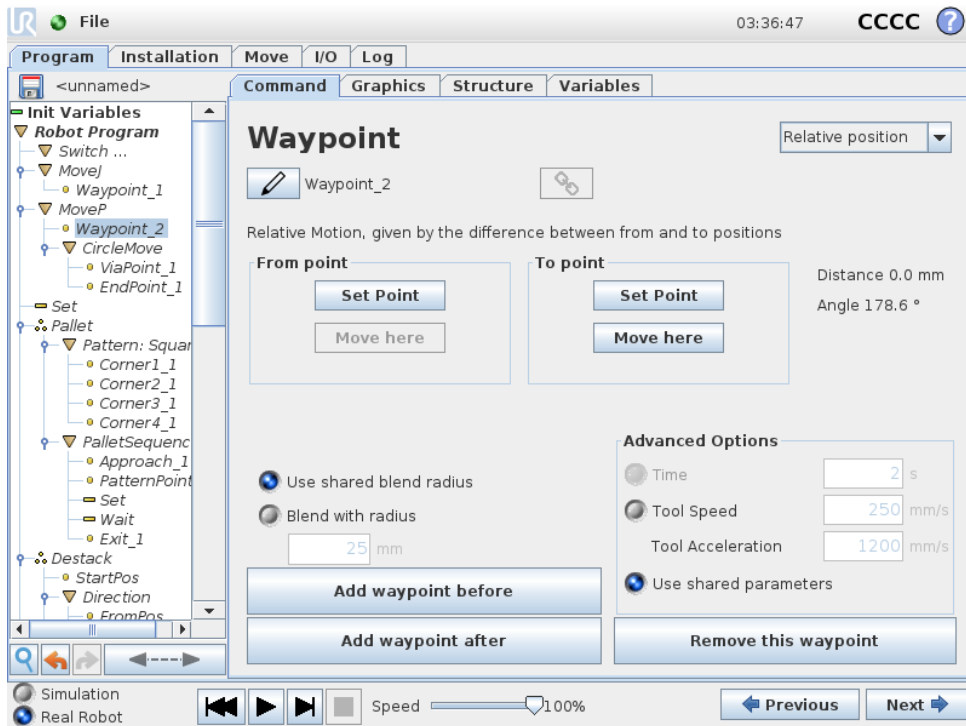 UR File 03:36:47 CCCC ?
Program Installation Move I/O Log
<unnamed>
Command Graphics Structure Variables
Init Variables
Robot Program
Switch ...
MoveJ
Waypoint_1
MoveP
Waypoint_2
CircleMove
ViaPoint_1
EndPoint_1
Set
Pallet
Pattern: Squar
Corner1_1
Corner2_1
Corner3_1
Corner4_1
PalletSequenc
Approach_1
PatternPoint
Set
Wait
Exit_1
Destack
StartPos
Direction
FromPos
Waypoint
Relative position
Waypoint_2
Relative Motion, given by the difference between from and to positions
From point
Set Point
Move here
To point
Set Point
Move here
Distance 0.0 mm
Angle 178.6 °
Use shared blend radius
Blend with radius
25 mm
Advanced Options
Time 2 s
Tool Speed 250 mm/s
Tool Acceleration 1200 mm/s
Use shared parameters
Add waypoint before
Add waypoint after
Remove this waypoint
Simulation
Real Robot
Speed 100%
Previous
Next